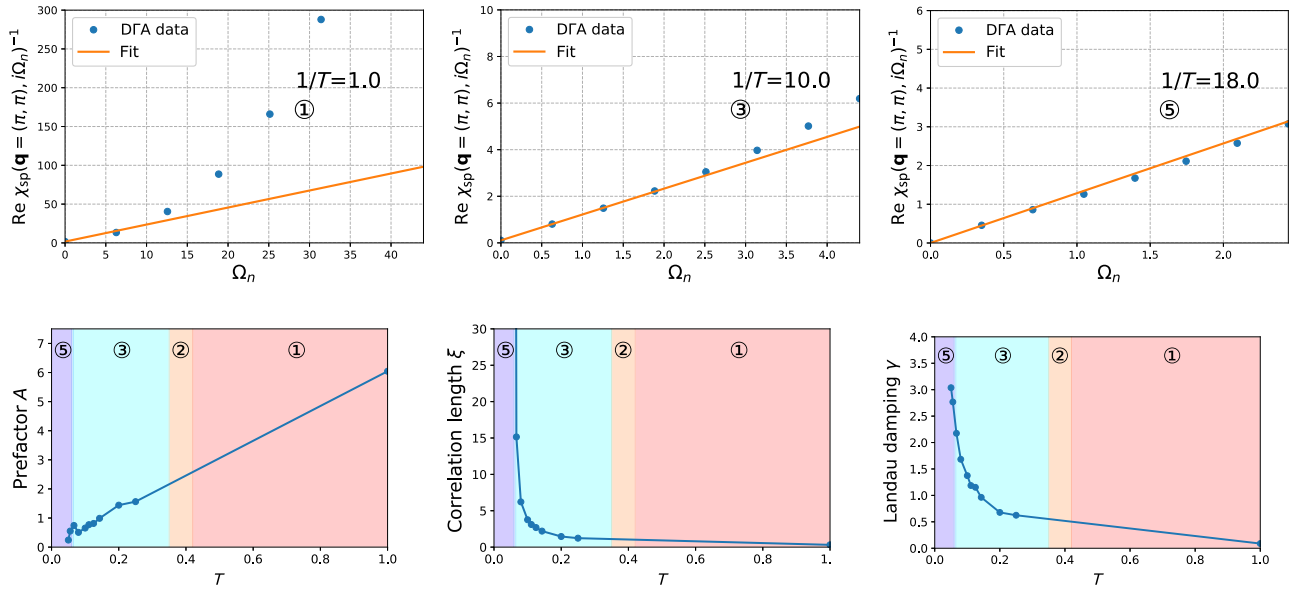 Re χsp(q = (π, π), iΩn)⁻¹
300
250
200
150
100
50
0
DΓA data
Fit
1/T=1.0
①
0 5 10 15 20 25 30 35 40
Ωn
Re χsp(q = (π, π), iΩn)⁻¹
10
8
6
4
2
0
DΓA data
Fit
1/T=10.0
③
0.0 0.5 1.0 1.5 2.0 2.5 3.0 3.5 4.0
Ωn
Re χsp(q = (π, π), iΩn)⁻¹
6
5
4
3
2
1
0
DΓA data
Fit
1/T=18.0
⑤
0.0 0.5 1.0 1.5 2.0
Ωn
Prefactor A
7
6
5
4
3
2
1
0
⑤ ③ ② ①
0.0 0.2 0.4 0.6 0.8 1.0
T
Correlation length ξ
30
25
20
15
10
5
0
⑤ ③ ② ①
0.0 0.2 0.4 0.6 0.8 1.0
T
Landau damping γ
4.0
3.5
3.0
2.5
2.0
1.5
1.0
0.5
0.0
⑤ ③ ② ①
0.0 0.2 0.4 0.6 0.8 1.0
T